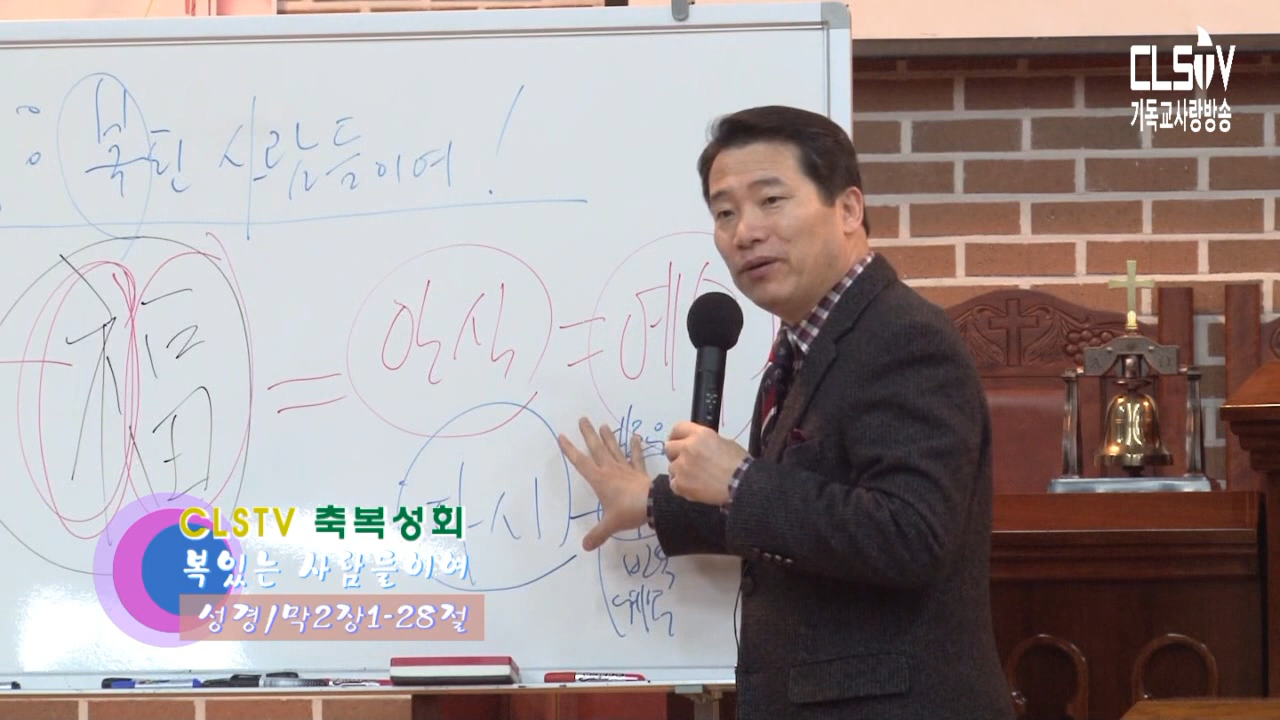 CLSTV
기독교사랑방송
: 복된 사람들이여!
福 = 안식 = 예
CLSTV 축복성회
복있는 사람들이여
성경/막2장1-28절